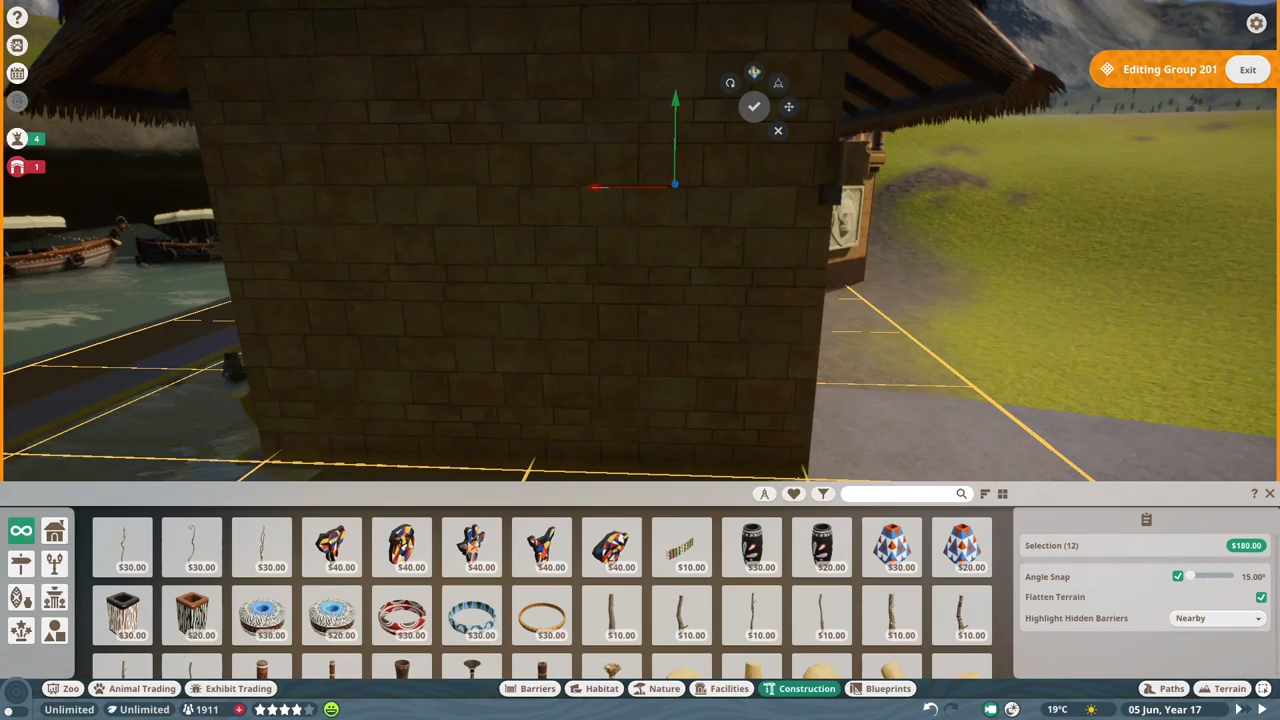 ?
Editing Group 201
Exit
4
1
? ×
$30.00 $30.00 $30.00 $40.00 $40.00 $40.00 $40.00 $40.00 $10.00 $30.00 $20.00 $30.00 $20.00
Selection (12) $180.00
Angle Snap 15.00°
Flatten Terrain
Highlight Hidden Barriers Nearby
$30.00 $20.00 $30.00 $20.00 $30.00 $30.00 $30.00 $10.00 $10.00 $10.00 $10.00 $10.00 $10.00
Zoo Animal Trading Exhibit Trading Barriers Habitat Nature Facilities Construction Blueprints Paths Terrain
Unlimited Unlimited 1911 19°C 05 Jun, Year 17